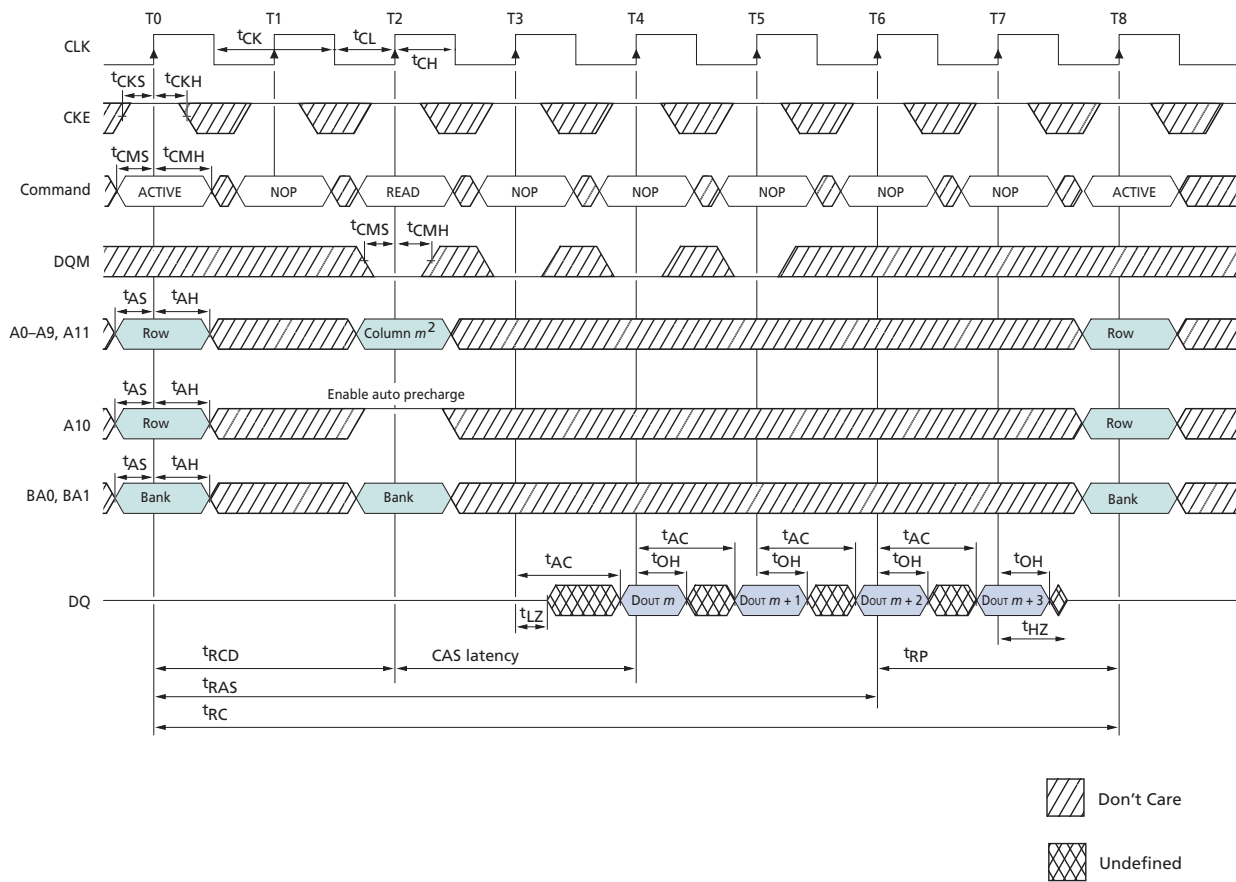 T0 T1 T2 T3 T4 T5 T6 T7 T8
CLK
tCK tCL
tCH
tCKS tCKH
CKE
tCMS tCMH
Command ACTIVE NOP READ NOP NOP NOP NOP NOP ACTIVE
tCMS tCMH
DQM
tAS tAH
A0–A9, A11 Row Column m2 Row
Enable auto precharge
tAS tAH
A10 Row Row
tAS tAH
BA0, BA1 Bank Bank Bank
tAC tAC tAC
tAC tOH tOH tOH tOH
DQ DOUT m DOUT m + 1 DOUT m + 2 DOUT m + 3
tLZ tHZ
tRCD CAS latency tRP
tRAS
tRC
Don't Care
Undefined